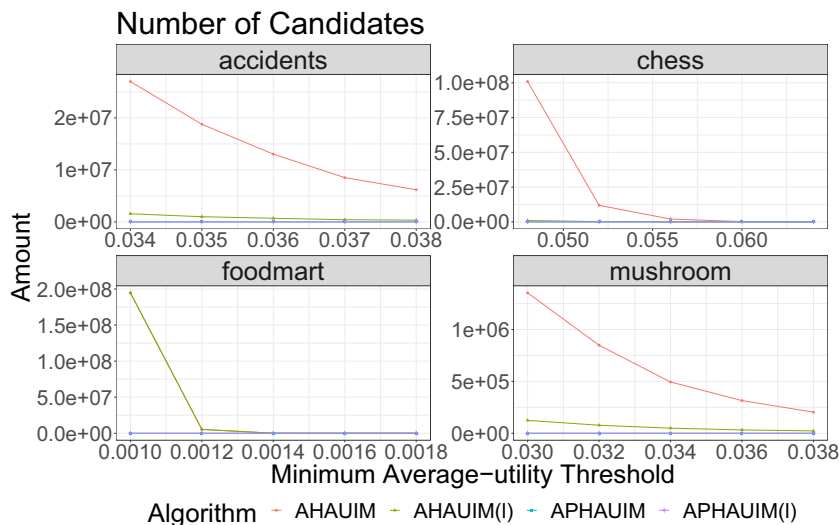 Number of Candidates
accidents
chess
2e+07
1e+07
0e+00
0.034 0.035 0.036 0.037 0.038
1.0e+08
7.5e+07
5.0e+07
2.5e+07
0.0e+00
0.050 0.055 0.060
Amount
foodmart
mushroom
2.0e+08
1.5e+08
1.0e+08
5.0e+07
0.0e+00
0.0010 0.0012 0.0014 0.0016 0.0018
1e+06
5e+05
0e+00
0.030 0.032 0.034 0.036 0.038
Minimum Average−utility Threshold
Algorithm AHAUIM AHAUIM(I) APHAUIM APHAUIM(I)